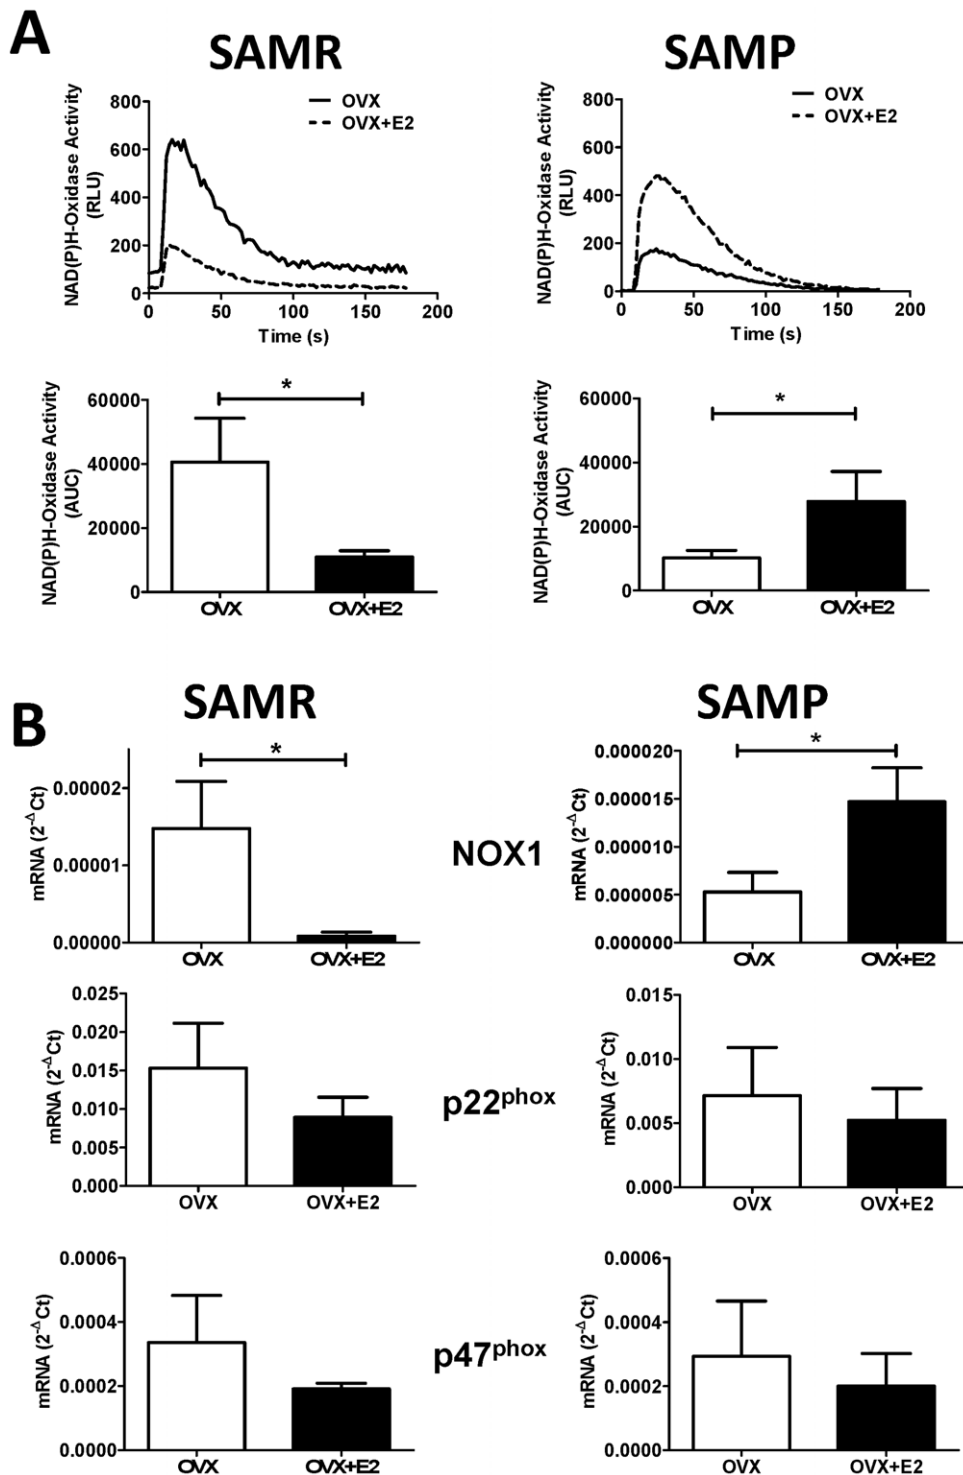 A
SAMR
SAMP
NAD(P)H-Oxidase Activity
(RLU)
800
600
400
200
0
OVX
OVX+E2
0 50 100 150 200
Time (s)
NAD(P)H-Oxidase Activity
(RLU)
800
600
400
200
0
OVX
OVX+E2
0 50 100 150 200
Time (s)
NAD(P)H-Oxidase Activity
(AUC)
60000
40000
20000
0
*
OVX OVX+E2
NAD(P)H-Oxidase Activity
(AUC)
60000
40000
20000
0
*
OVX OVX+E2
B
SAMR
SAMP
mRNA (2^-ΔCt)
0.00002
0.00001
0.00000
*
OVX OVX+E2
NOX1
mRNA (2^-ΔCt)
0.000020
0.000015
0.000010
0.000005
0.000000
*
OVX OVX+E2
mRNA (2^-ΔCt)
0.025
0.020
0.015
0.010
0.005
0.000
OVX OVX+E2
p22phox
mRNA (2^-ΔCt)
0.015
0.010
0.005
0.000
OVX OVX+E2
mRNA (2^-ΔCt)
0.0006
0.0004
0.0002
0.0000
OVX OVX+E2
p47phox
mRNA (2^-ΔCt)
0.0006
0.0004
0.0002
0.0000
OVX OVX+E2